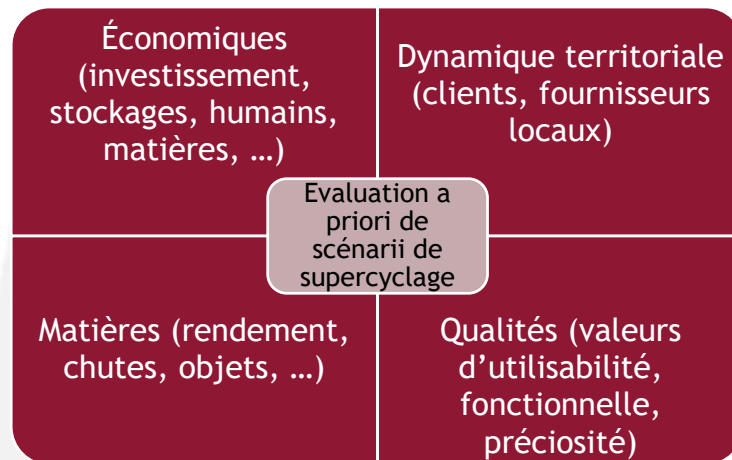 Économiques
(investissement,
stockages, humains,
matières, …)
Dynamique territoriale
(clients, fournisseurs
locaux)
Evaluation a
priori de
scénarii de
supercyclage
Matières (rendement,
chutes, objets, …)
Qualités (valeurs
d’utilisabilité,
fonctionnelle,
préciosité)